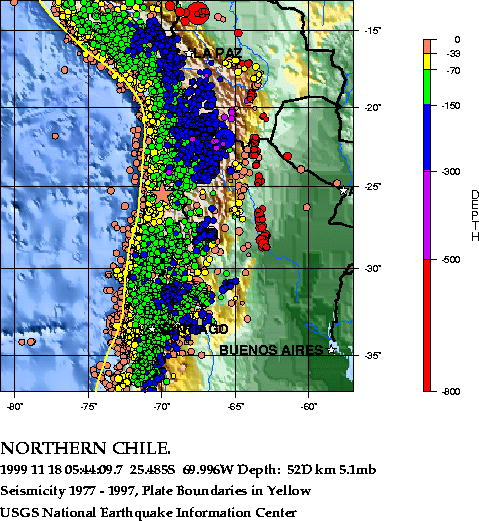 -15°
LA PAZ
-20°
-25°
-30°
SANTIAGO
BUENOS AIRES
-35°
-80° -75° -70° -65° -60°
0
-33
-70
-150
-300
-500
-800
DEPTH
NORTHERN CHILE.
1999 11 18 05:44:09.7 25.485S 69.996W Depth: 52D km 5.1mb
Seismicity 1977 - 1997, Plate Boundaries in Yellow
USGS National Earthquake Information Center